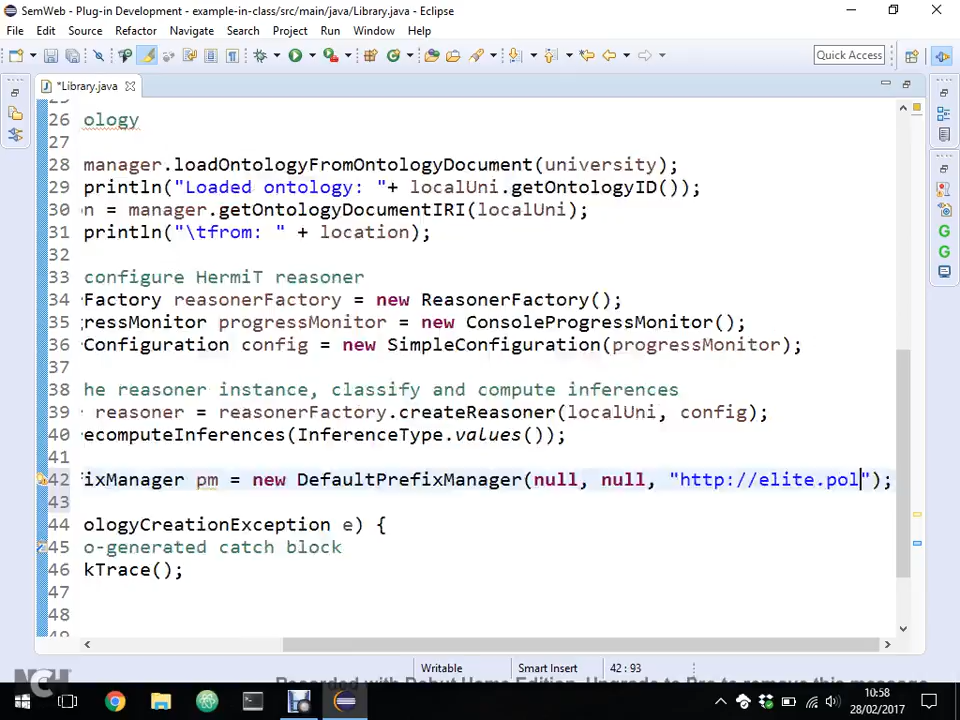 SemWeb - Plug-in Development - example-in-class/src/main/java/Library.java - Eclipse
File Edit Source Refactor Navigate Search Project Run Window Help
Quick Access
*Library.java
26 ology
27
28 manager.loadOntologyFromOntologyDocument(university);
29 println("Loaded ontology: "+ localUni.getOntologyID());
30 n = manager.getOntologyDocumentIRI(localUni);
31 println("\tfrom: " + location);
32
33 configure HermiT reasoner
34 Factory reasonerFactory = new ReasonerFactory();
35 ressMonitor progressMonitor = new ConsoleProgressMonitor();
36 Configuration config = new SimpleConfiguration(progressMonitor);
37
38 he reasoner instance, classify and compute inferences
39 reasoner = reasonerFactory.createReasoner(localUni, config);
40 ecomputeInferences(InferenceType.values());
41
42 ixManager pm = new DefaultPrefixManager(null, null, "http://elite.pol");
43
44 ologyCreationException e) {
45 o-generated catch block
46 kTrace();
47
48
Writable Smart Insert 42 : 93
NCH
10:58
28/02/2017